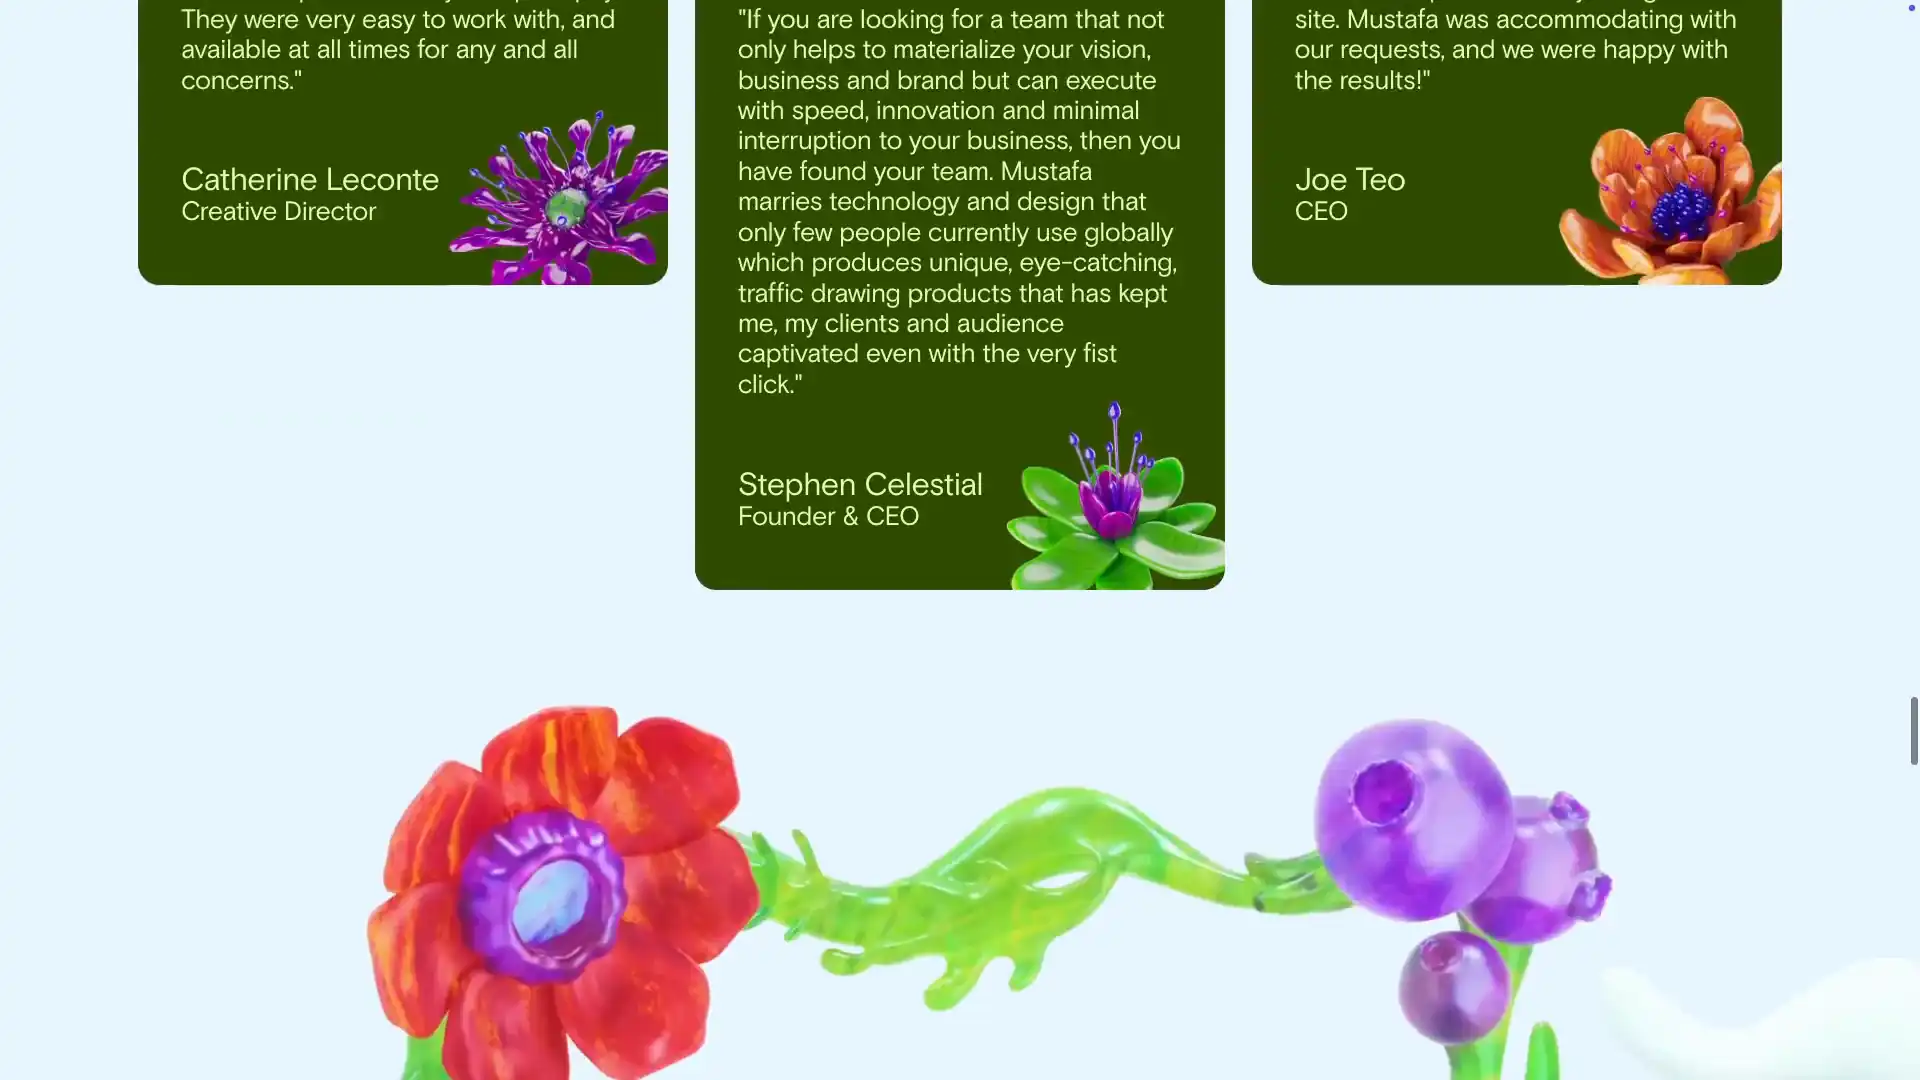 They were very easy to work with, and
available at all times for any and all
concerns."
Catherine Leconte
Creative Director
"If you are looking for a team that not
only helps to materialize your vision,
business and brand but can execute
with speed, innovation and minimal
interruption to your business, then you
have found your team. Mustafa
marries technology and design that
only few people currently use globally
which produces unique, eye-catching,
traffic drawing products that has kept
me, my clients and audience
captivated even with the very fist
click."
Stephen Celestial
Founder & CEO
site. Mustafa was accommodating with
our requests, and we were happy with
the results!"
Joe Teo
CEO